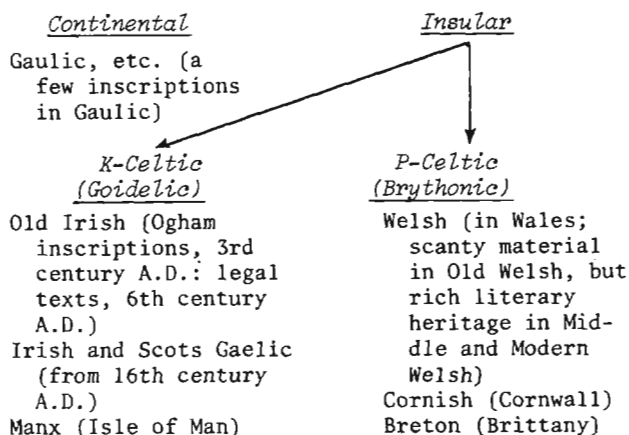 Continental
Gaulic, etc. (a
few inscriptions
in Gaulic)
Insular
K-Celtic
(Goidelic)
Old Irish (Ogham
inscriptions, 3rd
century A.D.: legal
texts, 6th century
A.D.)
Irish and Scots Gaelic
(from 16th century
A.D.)
Manx (Isle of Man)
P-Celtic
(Brythonic)
Welsh (in Wales;
scanty material
in Old Welsh, but
rich literary
heritage in Mid-
dle and Modern
Welsh)
Cornish (Cornwall)
Breton (Brittany)